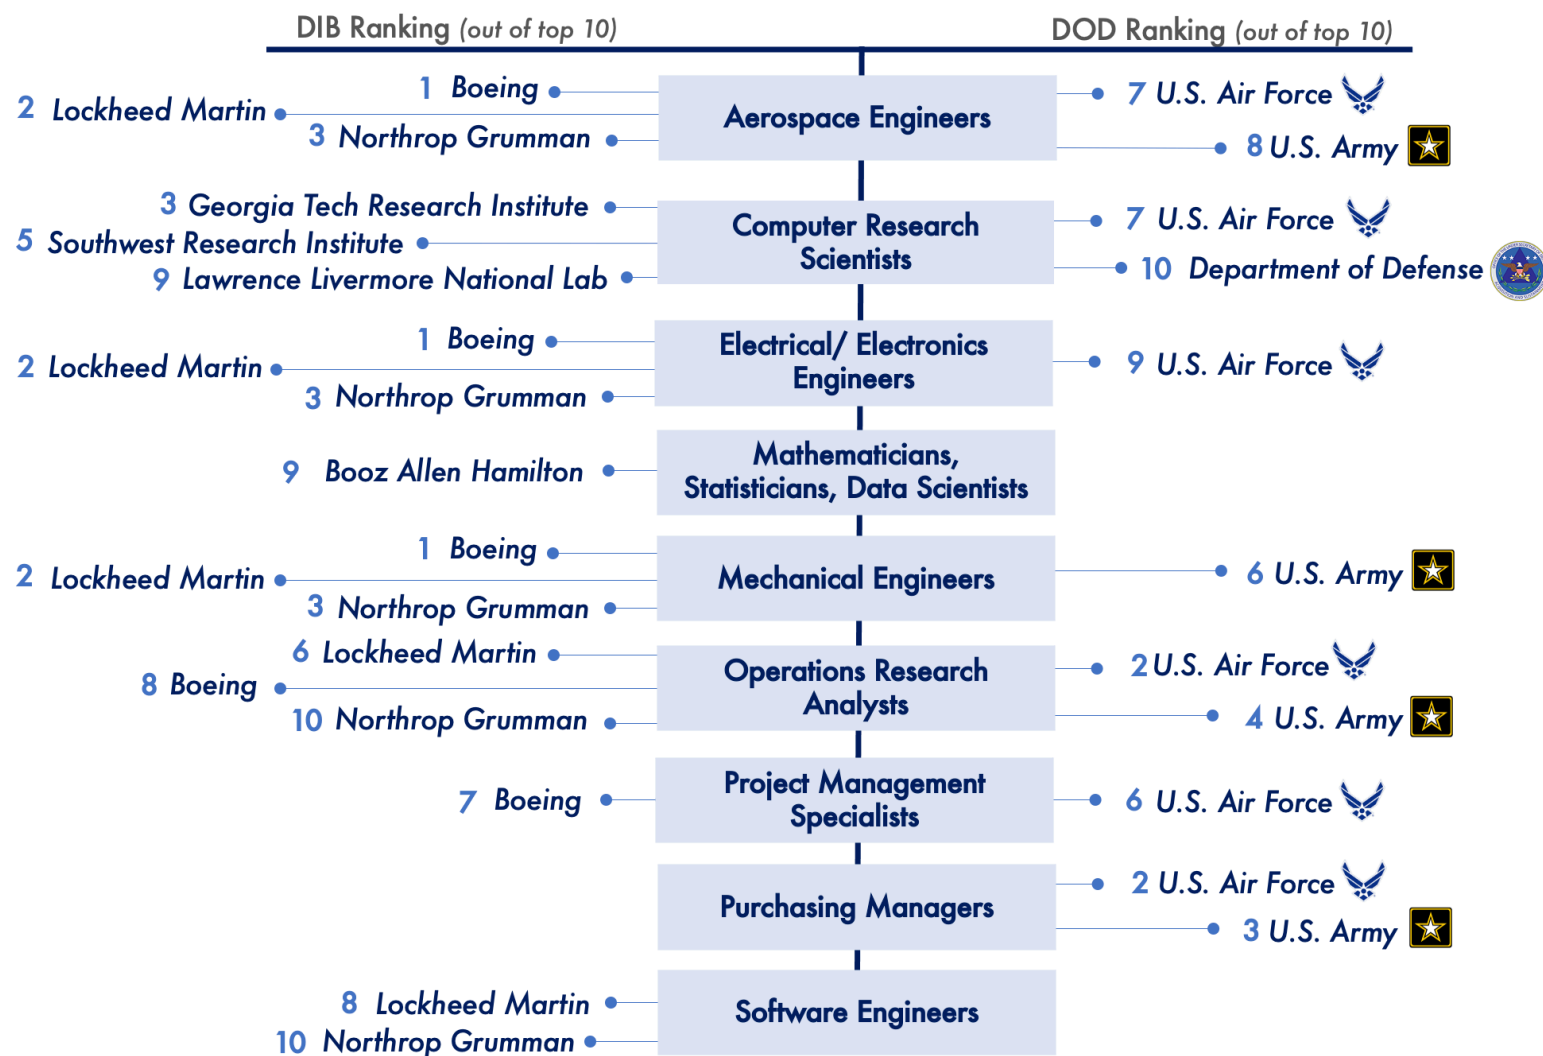 DIB Ranking (out of top 10)
DOD Ranking (out of top 10)
1 Boeing
2 Lockheed Martin
3 Northrop Grumman
Aerospace Engineers
7 U.S. Air Force
8 U.S. Army
3 Georgia Tech Research Institute
5 Southwest Research Institute
9 Lawrence Livermore National Lab
Computer Research
Scientists
7 U.S. Air Force
10 Department of Defense
1 Boeing
2 Lockheed Martin
3 Northrop Grumman
Electrical/ Electronics
Engineers
9 U.S. Air Force
9 Booz Allen Hamilton
Mathematicians,
Statisticians, Data Scientists
1 Boeing
2 Lockheed Martin
3 Northrop Grumman
Mechanical Engineers
6 U.S. Army
6 Lockheed Martin
8 Boeing
10 Northrop Grumman
Operations Research
Analysts
2 U.S. Air Force
4 U.S. Army
7 Boeing
Project Management
Specialists
6 U.S. Air Force
Purchasing Managers
2 U.S. Air Force
3 U.S. Army
8 Lockheed Martin
10 Northrop Grumman
Software Engineers